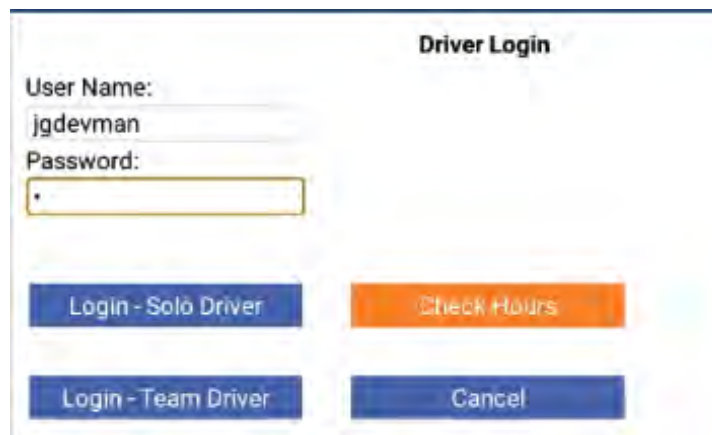 Driver Login
User Name:
jgdevman
Password:
•
Login - Solo Driver
Check Hours
Login - Team Driver
Cancel